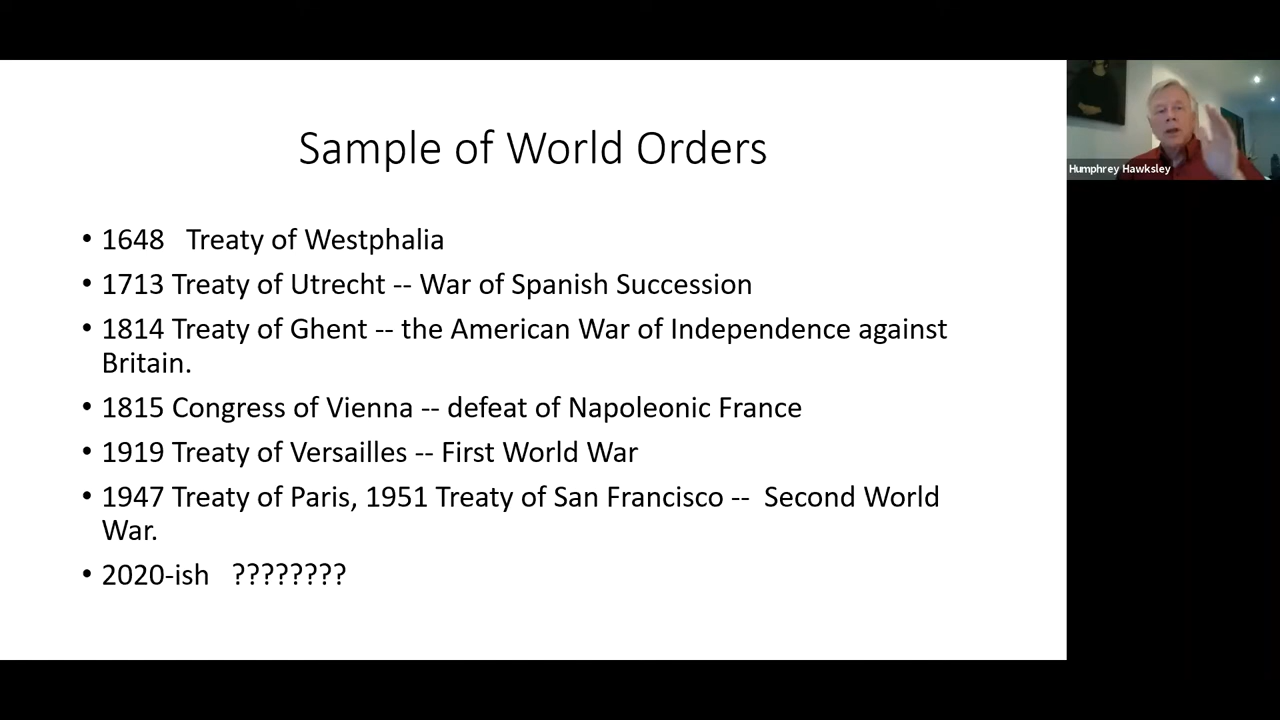 Sample of World Orders
• 1648 Treaty of Westphalia
• 1713 Treaty of Utrecht -- War of Spanish Succession
• 1814 Treaty of Ghent -- the American War of Independence against
Britain.
• 1815 Congress of Vienna -- defeat of Napoleonic France
• 1919 Treaty of Versailles -- First World War
• 1947 Treaty of Paris, 1951 Treaty of San Francisco -- Second World
War.
• 2020-ish ????????
Humphrey Hawksley